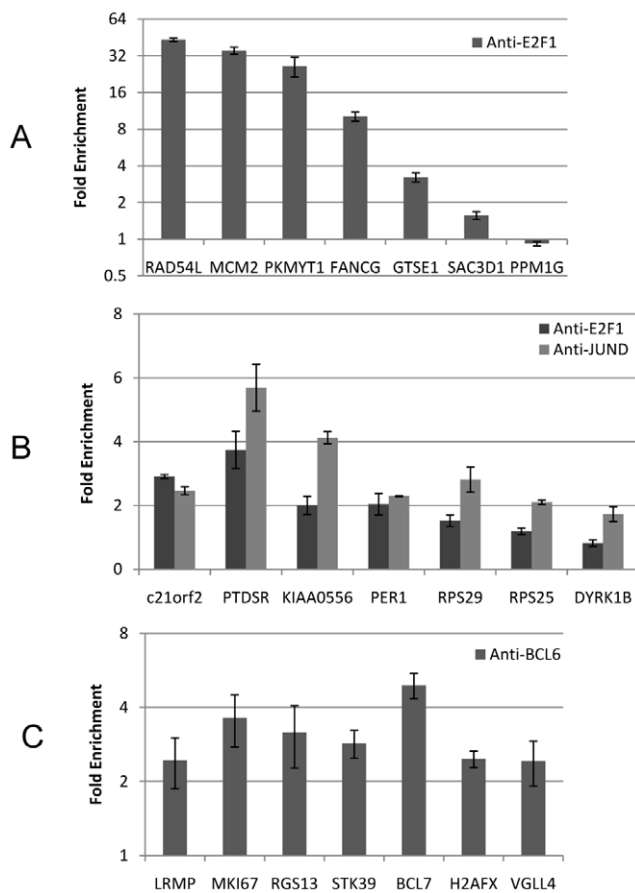 A
Fold Enrichment
64
32
16
8
4
2
1
0.5
Anti-E2F1
RAD54L MCM2 PKMYT1 FANCG GTSE1 SAC3D1 PPM1G
B
Fold Enrichment
8
6
4
2
0
Anti-E2F1
Anti-JUND
c21orf2 PTDSR KIAA0556 PER1 RPS29 RPS25 DYRK1B
C
Fold Enrichment
8
4
2
1
Anti-BCL6
LRMP MKI67 RGS13 STK39 BCL7 H2AFX VGLL4